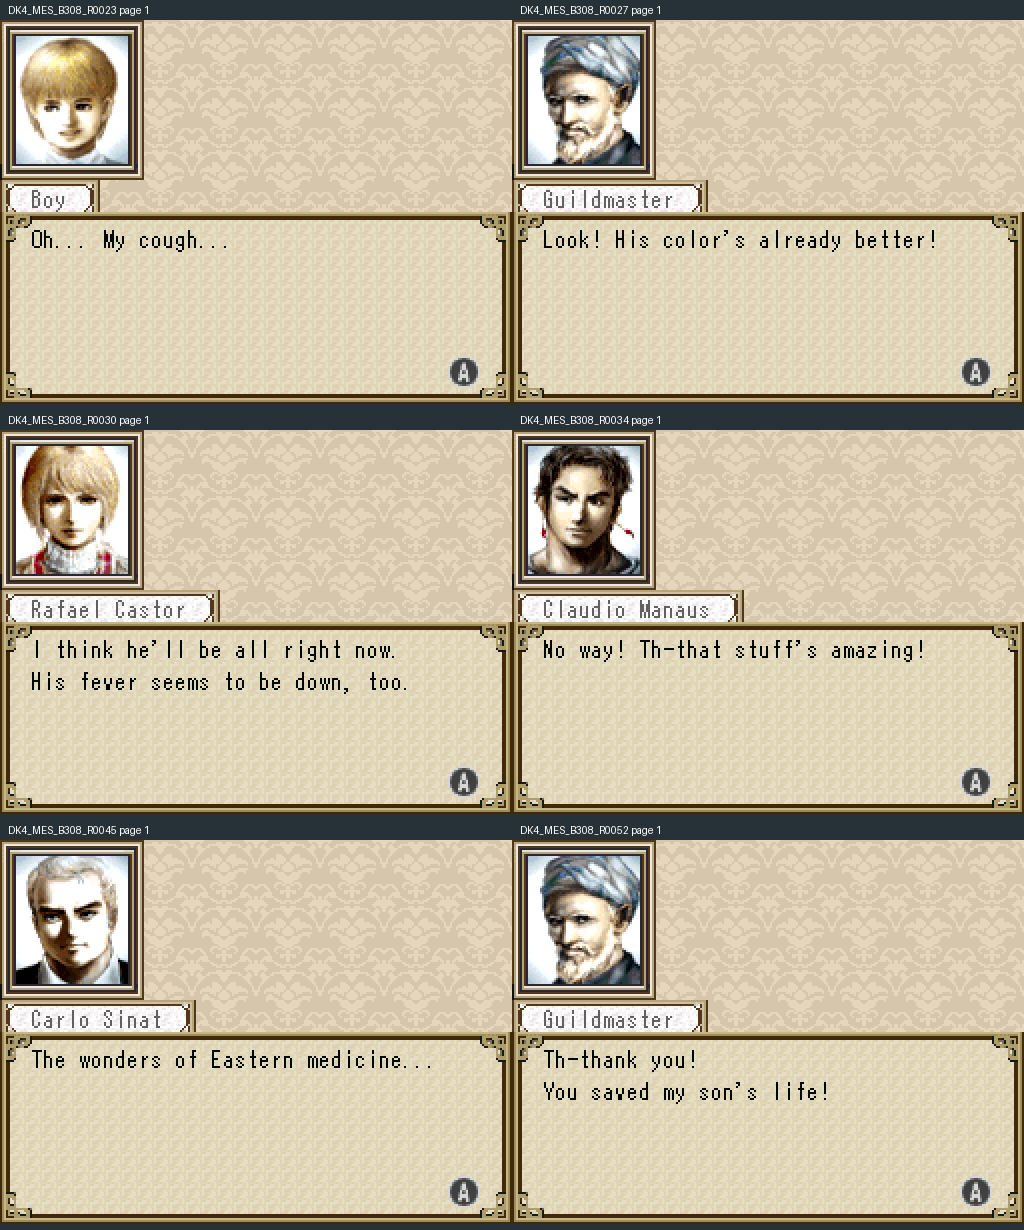 DK4_MES_B308_R0023 page 1
Boy
Oh... My cough...
A
DK4_MES_B308_R0027 page 1
Guildmaster
Look! His color's already better!
A
DK4_MES_B308_R0030 page 1
Rafael Castor
I think he'll be all right now.
His fever seems to be down, too.
A
DK4_MES_B308_R0034 page 1
Claudio Manaus
No way! Th-that stuff's amazing!
A
DK4_MES_B308_R0045 page 1
Carlo Sinat
The wonders of Eastern medicine...
A
DK4_MES_B308_R0052 page 1
Guildmaster
Th-thank you!
You saved my son's life!
A